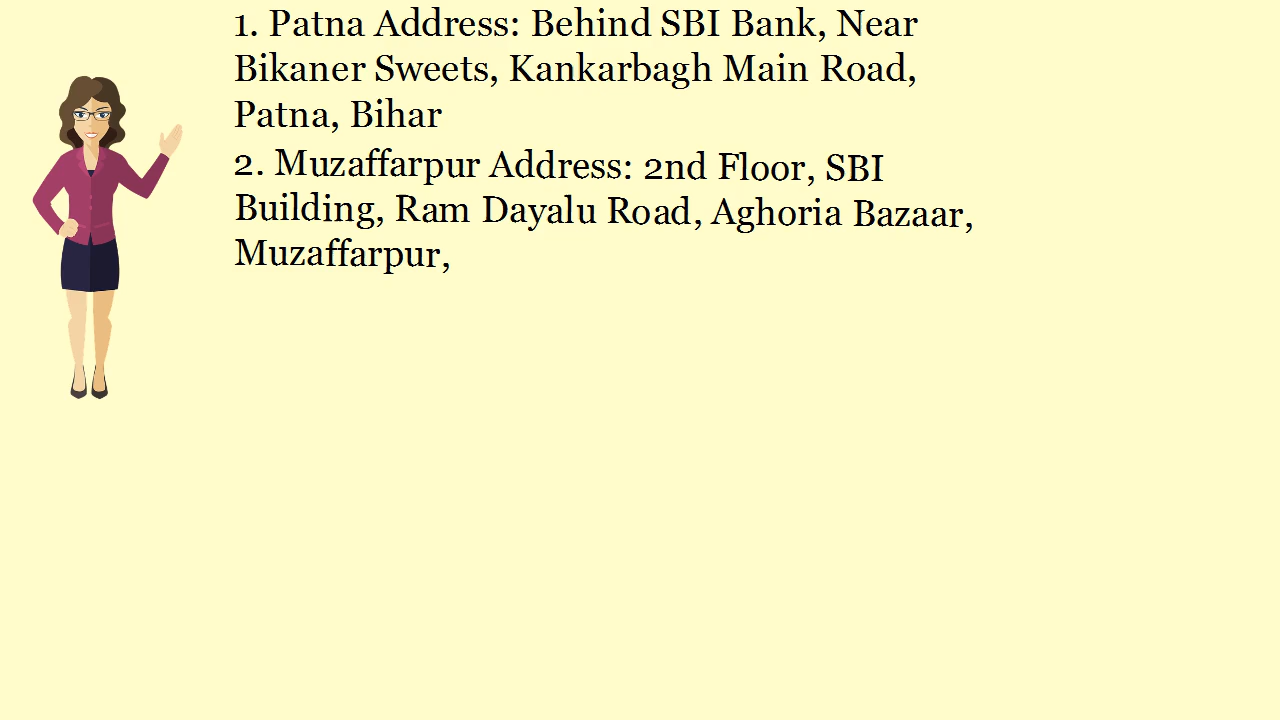 1. Patna Address: Behind SBI Bank, Near
Bikaner Sweets, Kankarbagh Main Road,
Patna, Bihar
2. Muzaffarpur Address: 2nd Floor, SBI
Building, Ram Dayalu Road, Aghoria Bazaar,
Muzaffarpur,